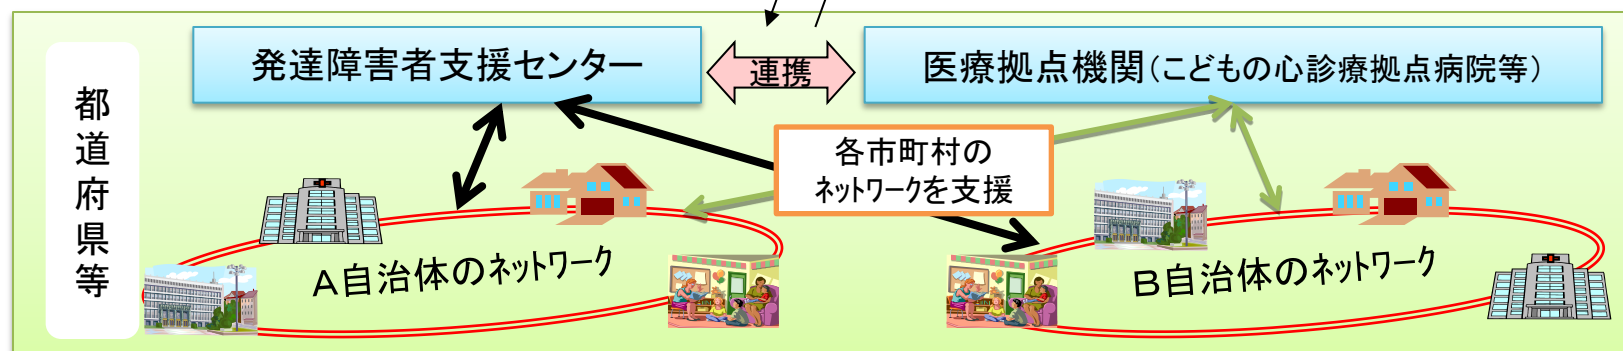 都道府県等
発達障害者支援センター
連携
医療拠点機関(こどもの心診療拠点病院等)
各市町村の
ネットワークを支援
A自治体のネットワーク
B自治体のネットワーク